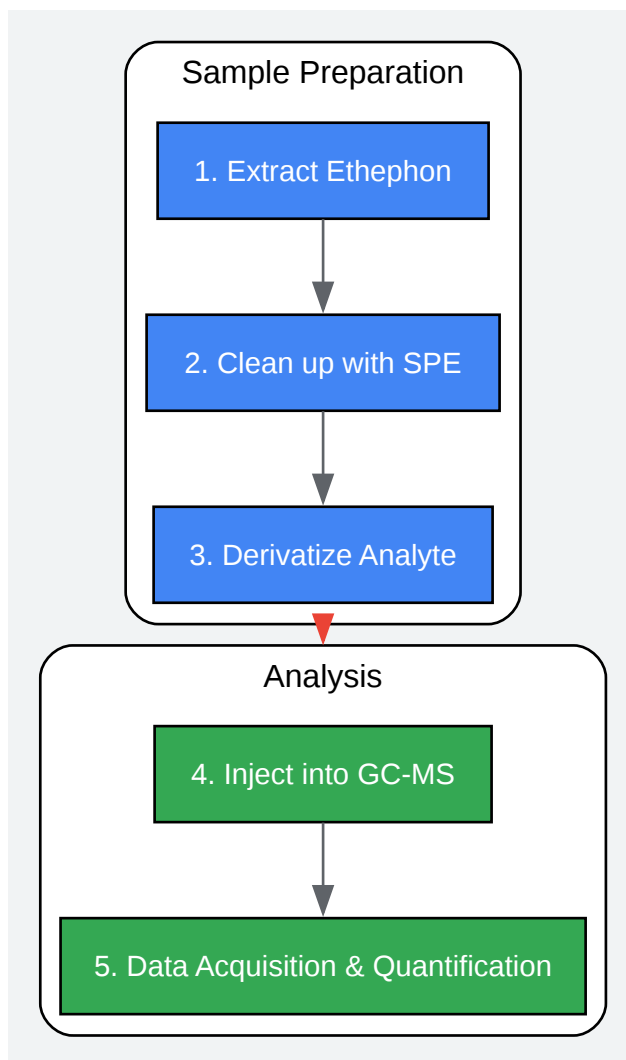 Sample Preparation
1. Extract Ethephon
2. Clean up with SPE
3. Derivatize Analyte
Analysis
4. Inject into GC-MS
5. Data Acquisition & Quantification